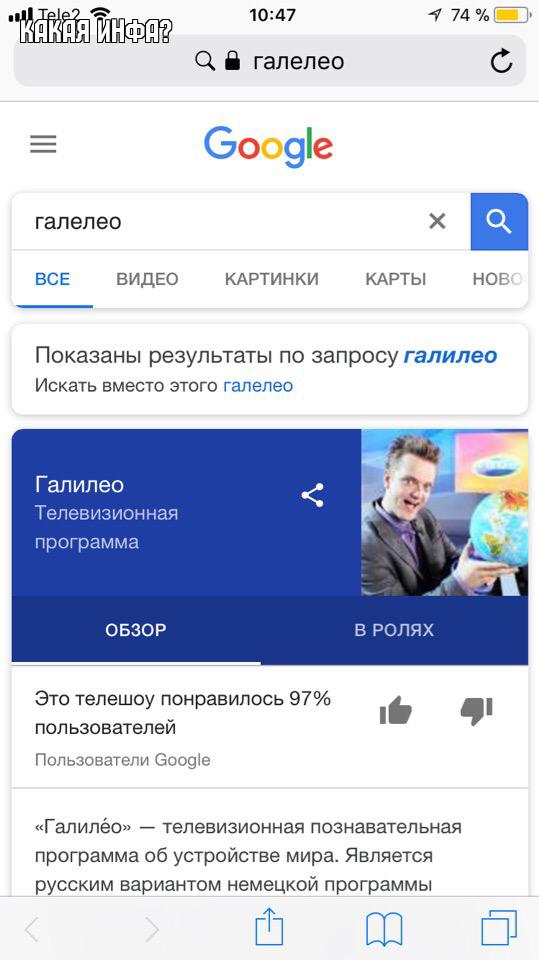 Tele2
10:47
74 %
КАКАЯ ИНФА?
галелео
Google
галелео
ВСЕ
ВИДЕО
КАРТИНКИ
КАРТЫ
НОВО
Показаны результаты по запросу галилео
Искать вместо этого галелео
Галилео
Телевизионная
программа
ОБЗОР
В РОЛЯХ
Это телешоу понравилось 97%
пользователей
Пользователи Google
«Галиле́о» — телевизионная познавательная
программа об устройстве мира. Является
русским вариантом немецкой программы